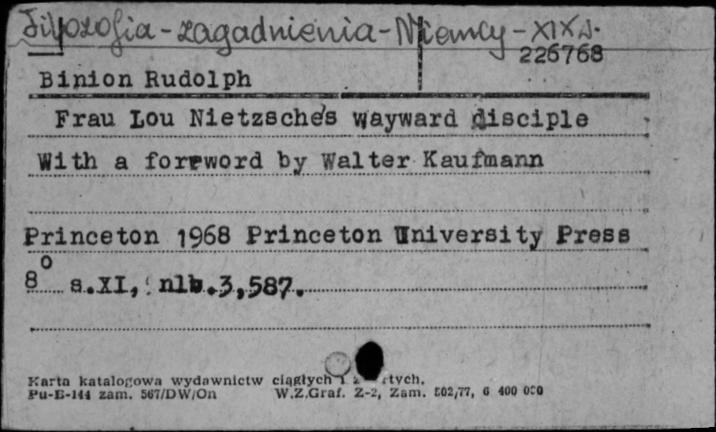 Filozofia - zagadnienia - Niemcy - XIX w.
226768
Binion Rudolph
Frau Lou Nietzsche's wayward disciple
With a foreword by Walter Kaufmann
Princeton 1968 Princeton University Press
8° s.XI, nlb.3,587.
Karta katalogowa wydawnictw ciągłych i
Pu-B-144 zam. 567/DW/On W.Z.Graf. Z-2, Zam. 502/77, 6 400 000